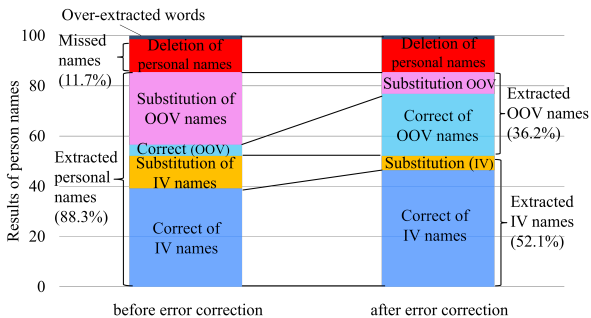 Over-extracted words
100
80
60
40
20
0
Results of person names
Missed
names
(11.7%)
Extracted
personal
names
(88.3%)
Deletion of
personal names
Substitution of
OOV names
Correct (OOV)
Substitution of
IV names
Correct of
IV names
before error correction
Deletion of
personal names
Substitution OOV
Correct of
OOV names
Substitution (IV)
Correct of
IV names
after error correction
Extracted
OOV names
(36.2%)
Extracted
IV names
(52.1%)